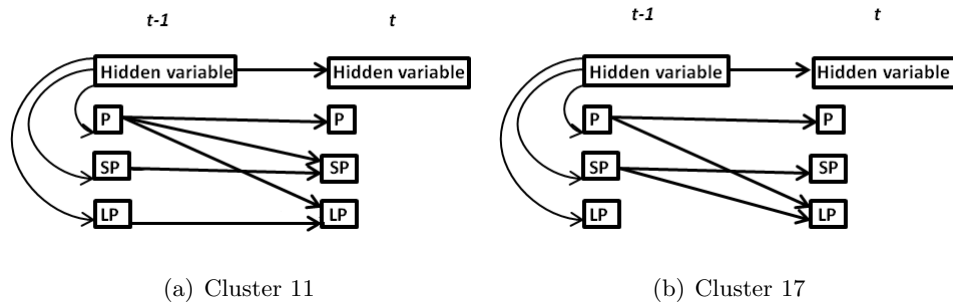 t-1 t t-1 t
Hidden variable Hidden variable Hidden variable Hidden variable
P P P P
SP SP SP SP
LP LP LP LP
(a) Cluster 11 (b) Cluster 17